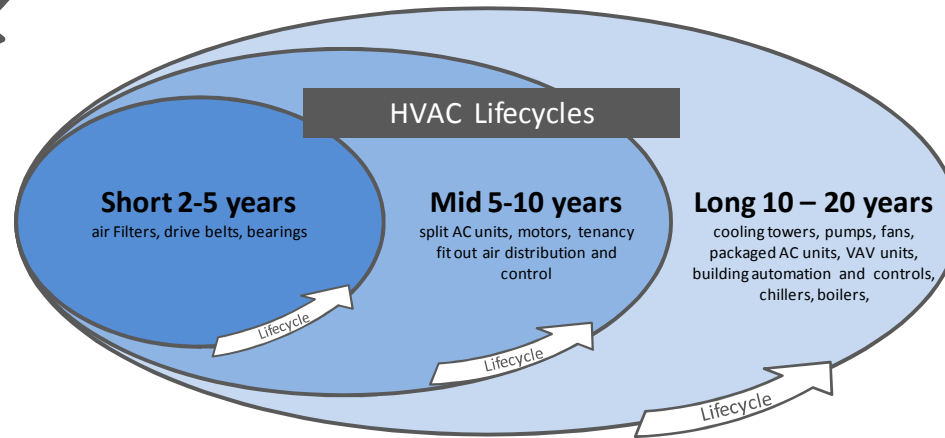 HVAC Lifecycles
Short 2-5 years
air Filters, drive belts, bearings
Mid 5-10 years
split AC units, motors, tenancy
fit out air distribution and
control
Long 10 – 20 years
cooling towers, pumps, fans,
packaged AC units, VAV units,
building automation and controls,
chillers, boilers,
Lifecycle
Lifecycle
Lifecycle